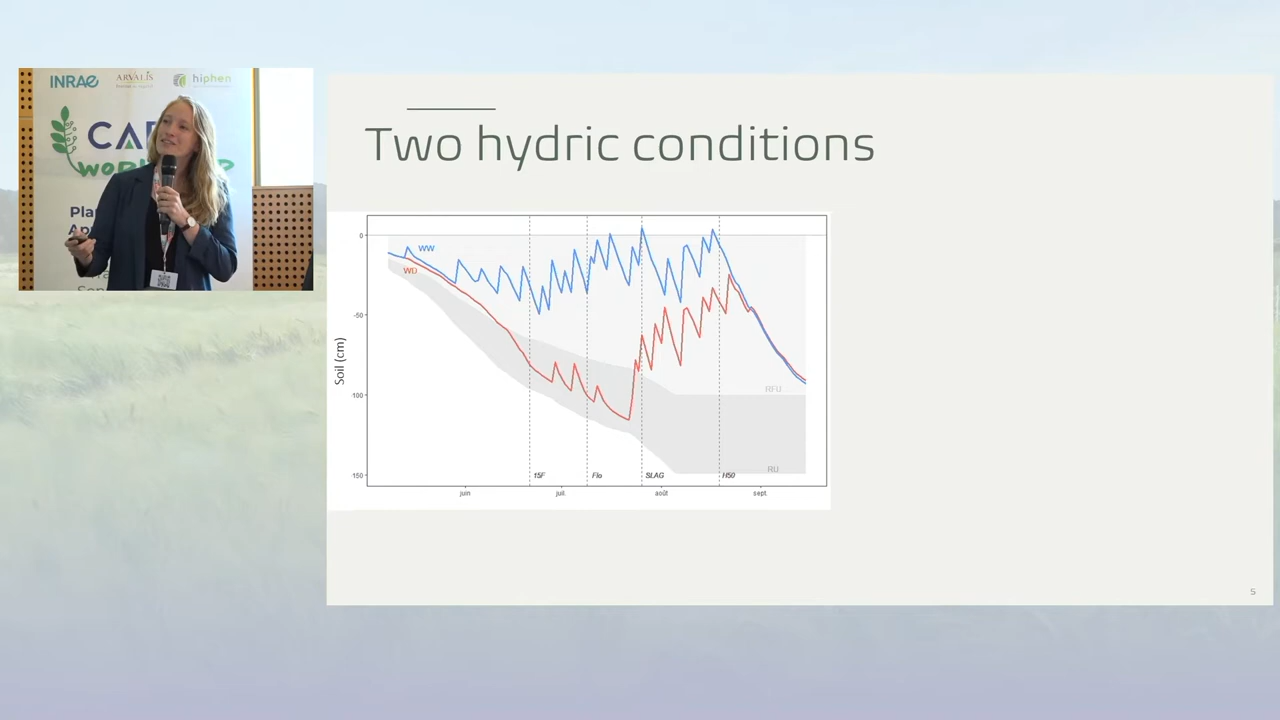 INRAE
ARVALIS
hiphen
CAP
Two hydric conditions
Soil (cm)
0
-50
100
150
WW
WD
RFU
RU
15F
Flo
SLAG
H50
juin
juil.
août
sept.
5